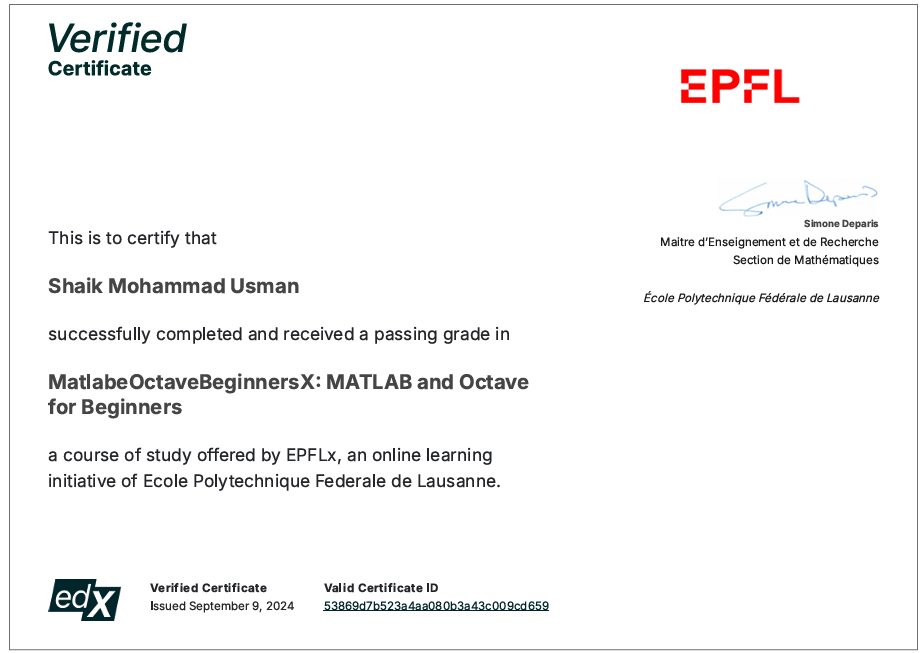 Verified
Certificate
EPFL
Simone Deparis
Simone Deparis
Maitre d'Enseignement et de Recherche
Section de Mathématiques
École Polytechnique Fédérale de Lausanne
This is to certify that
Shaik Mohammad Usman
successfully completed and received a passing grade in
MatlabeOctaveBeginnersX: MATLAB and Octave
for Beginners
a course of study offered by EPFLx, an online learning
initiative of Ecole Polytechnique Federale de Lausanne.
edX
Verified Certificate
Issued September 9, 2024
Valid Certificate ID
53869d7b523a4aa080b3a43c009cd659